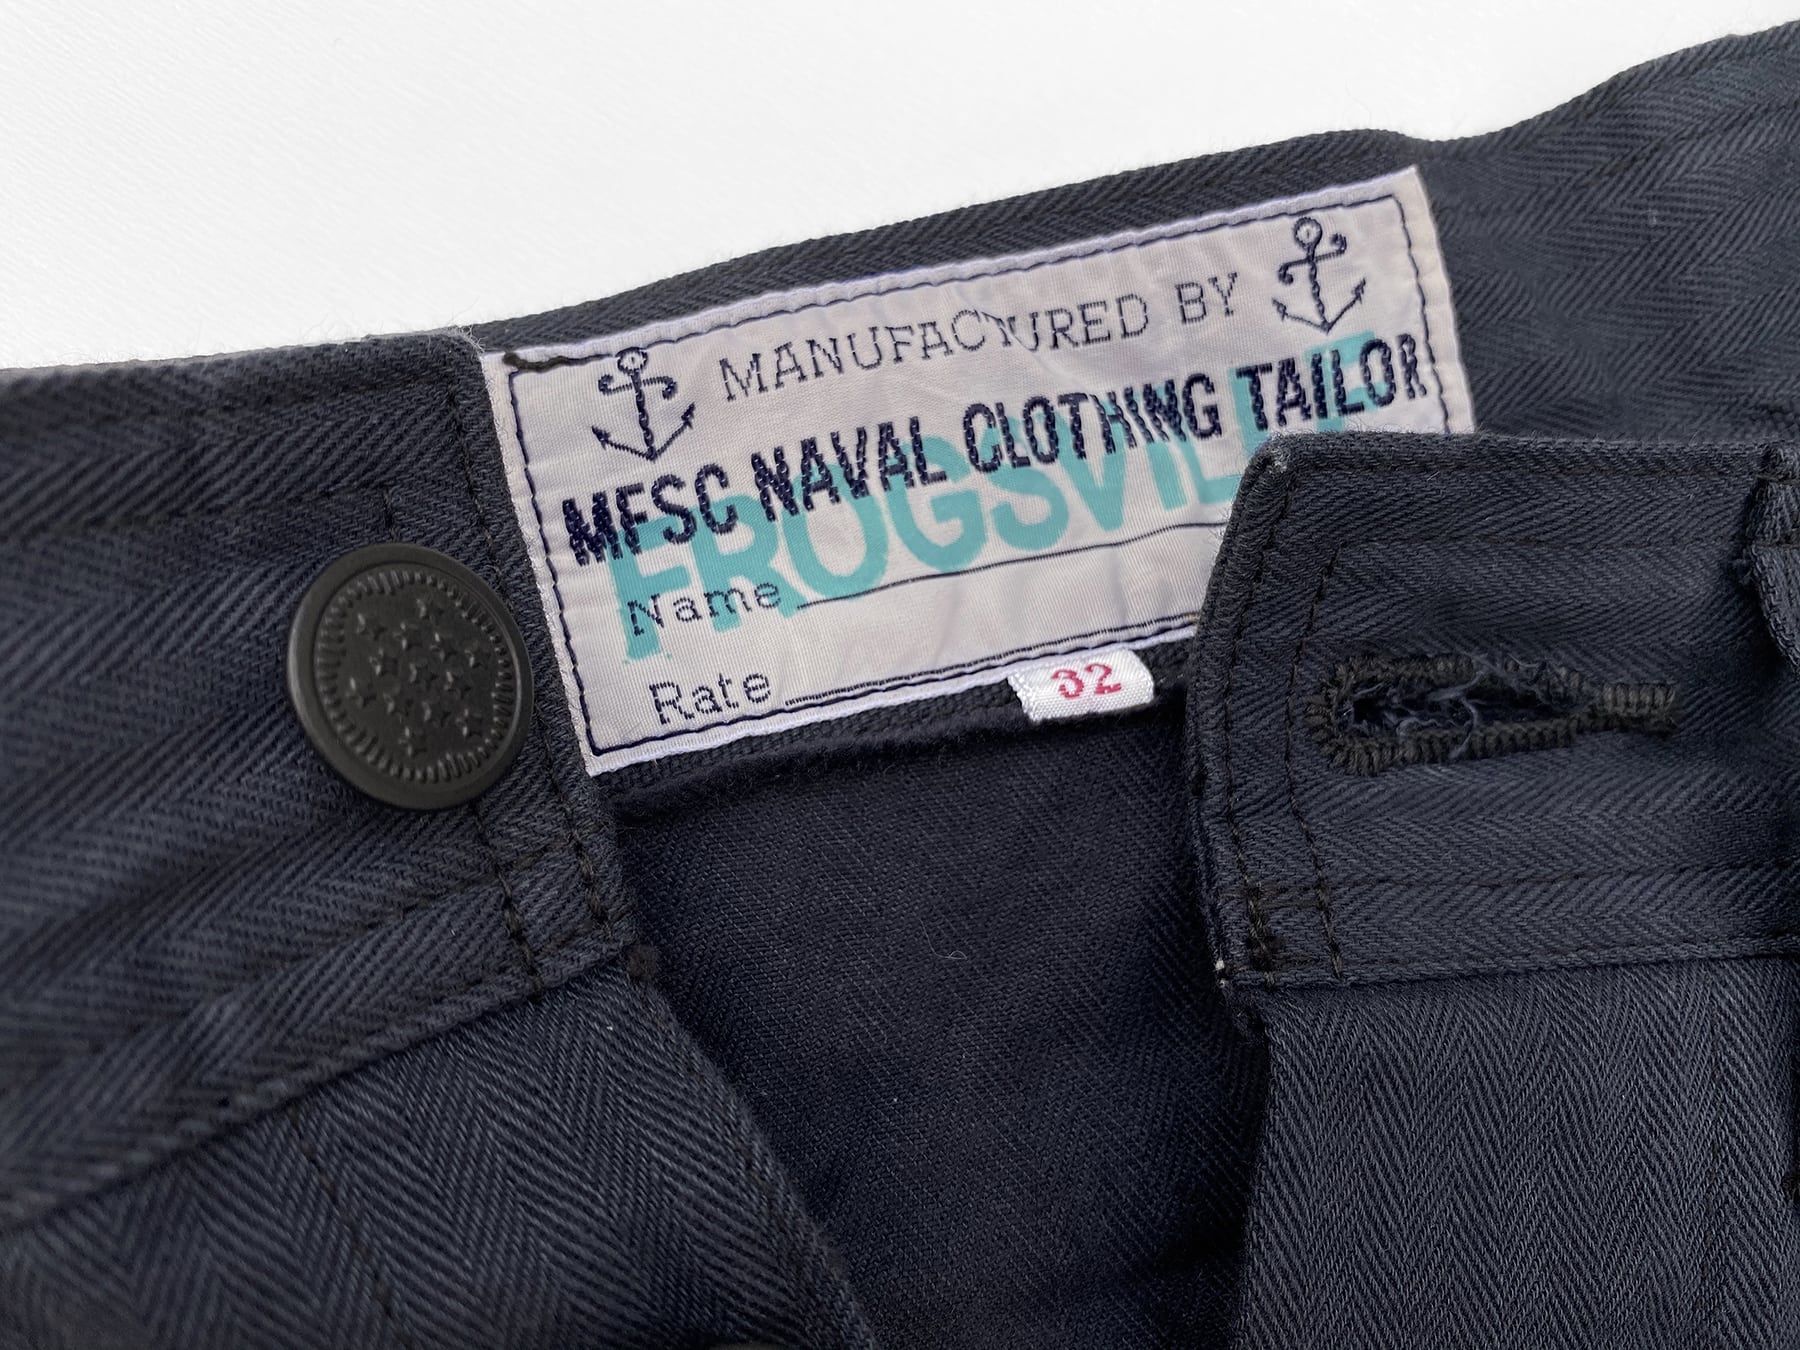 MANUFACTURED BY
MFSC NAVAL CLOTHING TAILOR
FROGSVILLE
Name
Rate
32